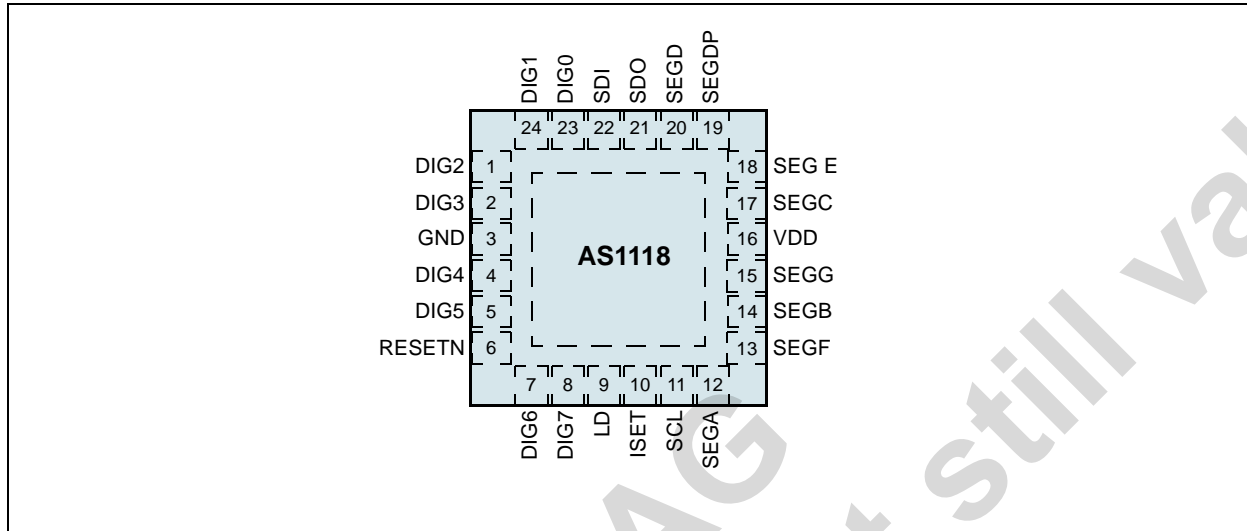 DIG1 DIG0 SDI SDO SEGD SEGDP
24 23 22 21 20 19
DIG2 1 18 SEG E
DIG3 2 17 SEGC
GND 3 16 VDD
AS1118
DIG4 4 15 SEGG
DIG5 5 14 SEGB
RESETN 6 13 SEGF
7 8 9 10 11 12
DIG6 DIG7 LD ISET SCL SEGA
AG
still